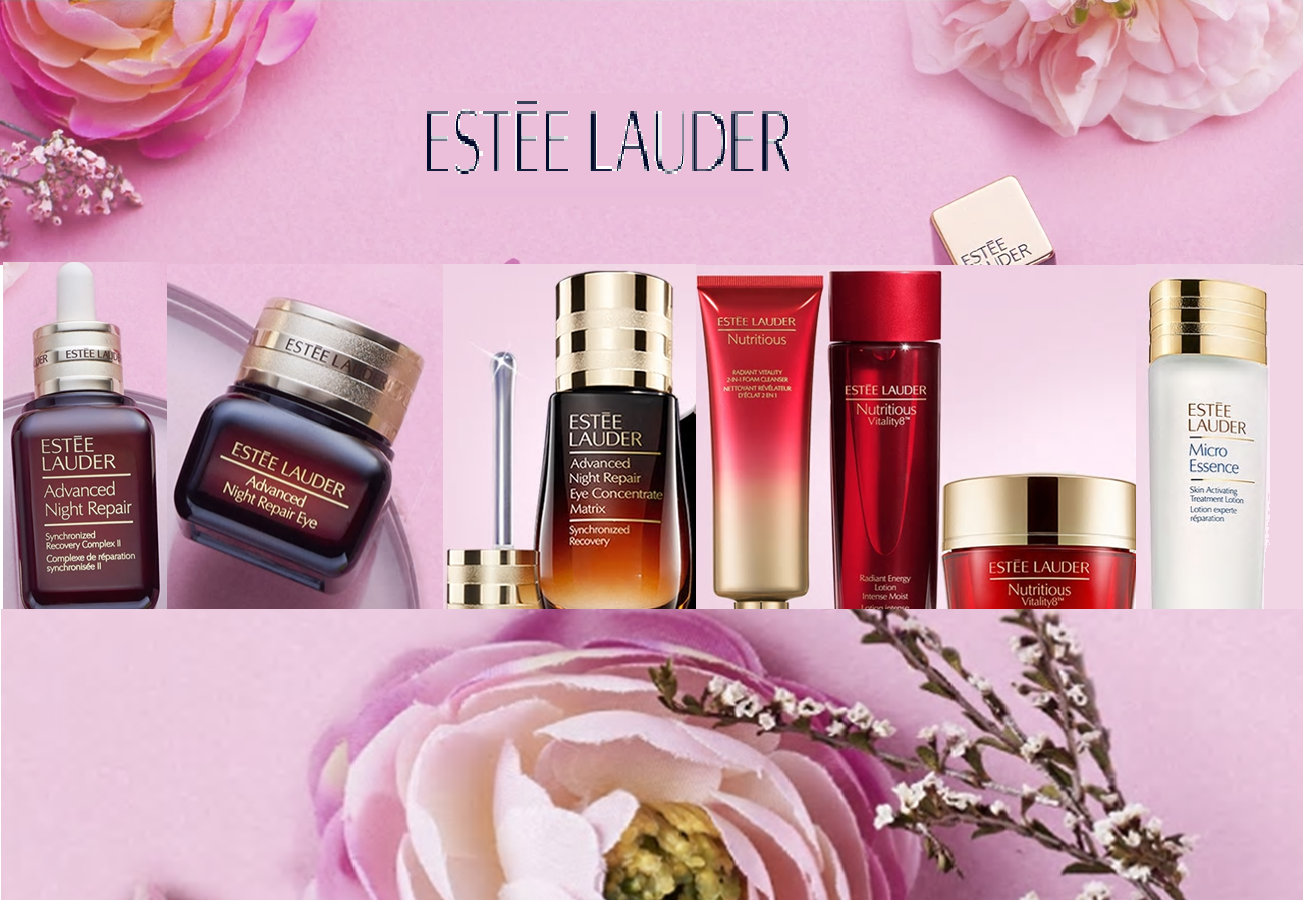 ESTĒE LAUDER
ESTĒE
LAUDER
ESTĒE
LAUDER
Advanced
Night Repair
Synchronized
Recovery Complex II
Complexe de réparation
synchronisée II
ESTĒE LAUDER
ESTĒE LAUDER
Advanced
Night Repair Eye
ESTĒE
LAUDER
Advanced
Night Repair
Eye Concentrate
Matrix
Synchronized
Recovery
ESTĒE LAUDER
Nutritious
RADIANT VITALITY
2-IN-1 FOAM CLEANSER
NETTOYANT RÉVÉLATEUR
D'ÉCLAT 2 EN 1
ESTĒE LAUDER
Nutritious
Vitality8™
Radiant Energy
Lotion
Intense Moist
Lotion intense
ESTĒE LAUDER
Nutritious
Vitality8™
ESTĒE
LAUDER
Micro
Essence
Skin Activating
Treatment Lotion
Lotion experte
réparation